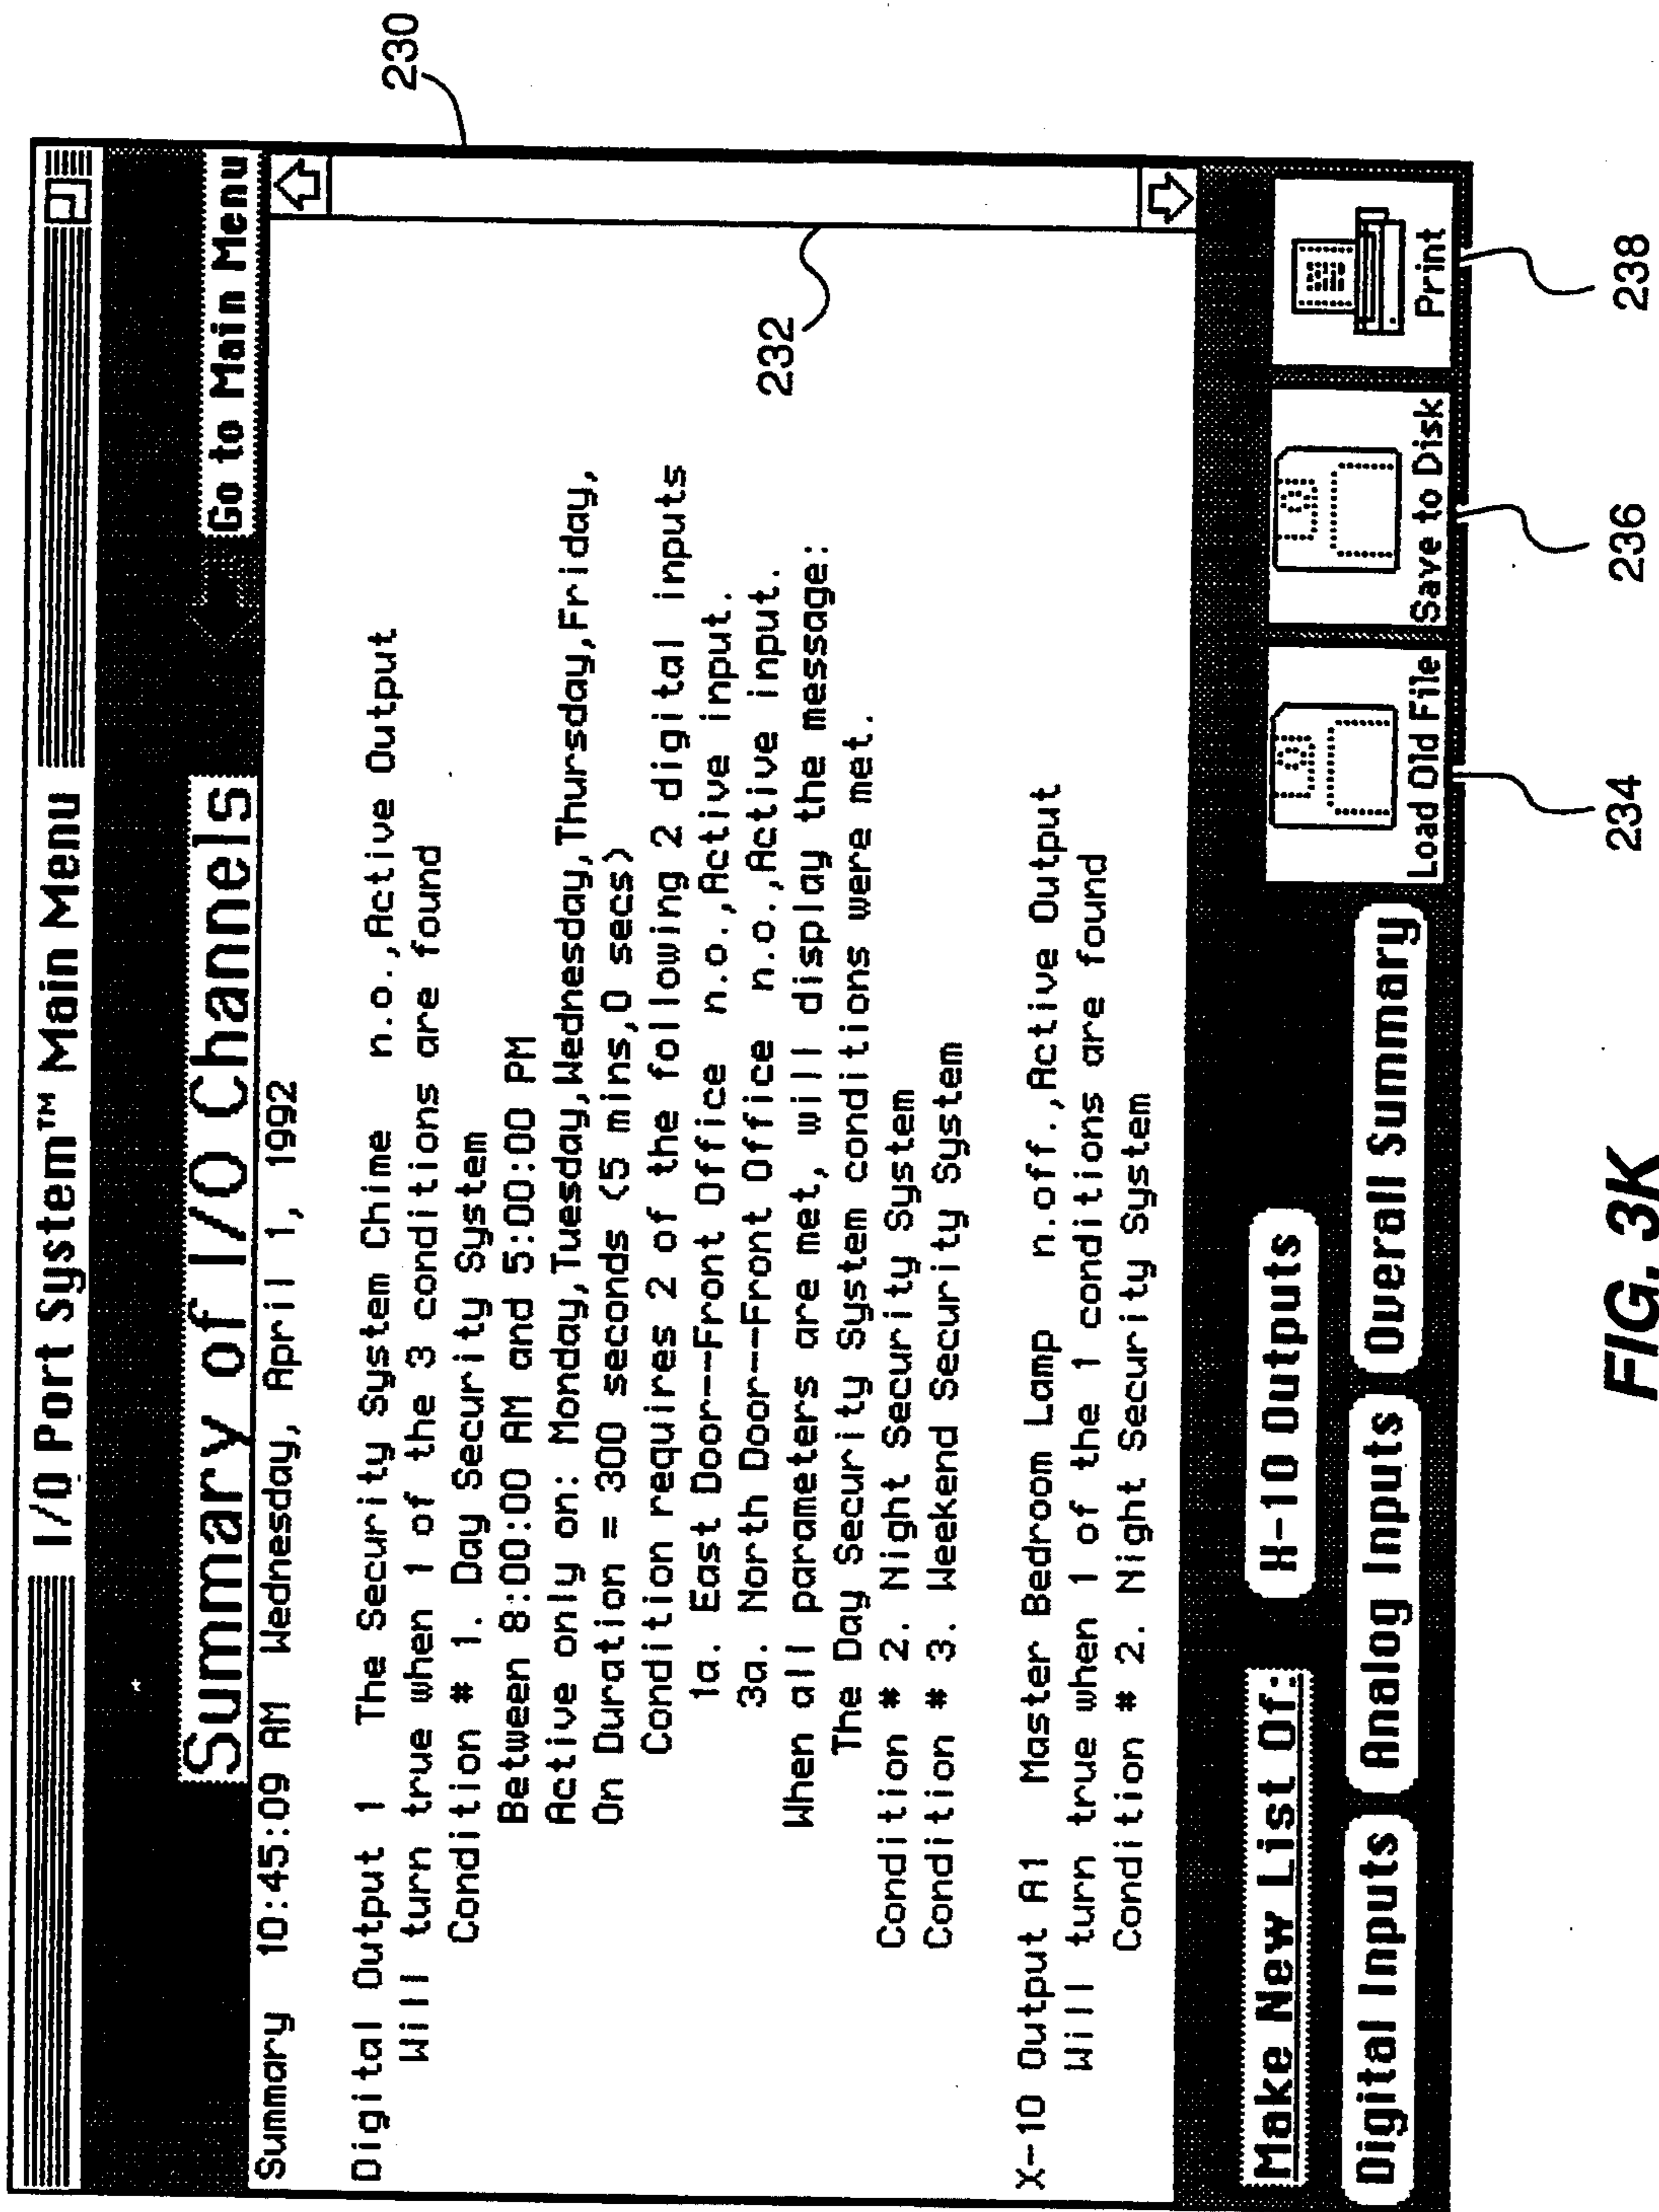 I/O Port System™ Main Menu
Summary of I/O Channels
Go to Main Menu
Summary 10:45:09 AM Wednesday, April 1, 1992
Digital Output 1 The Security System Chime n.o.,Active Output
Will turn true when 1 of the 3 conditions are found
Condition # 1. Day Security System
Between 8:00:00 AM and 5:00:00 PM
Active only on: Monday,Tuesday,Wednesday,Thursday,Friday,
On Duration = 300 seconds (5 mins,0 secs)
Condition requires 2 of the following 2 digital inputs
1a. East Door--Front Office n.o.,Active input.
3a. North Door--Front Office n.o.,Active input.
When all parameters are met, will display the message:
The Day Security System conditions were met.
Condition # 2. Night Security System
Condition # 3. Weekend Security System
X-10 Output A1 Master Bedroom Lamp n.off.,Active Output
Will turn true when 1 of the 1 conditions are found
Condition # 2. Night Security System
Make New List Of:
X-10 Outputs
Digital Inputs
Analog Inputs
Overall Summary
Load Old File
Save to Disk
Print
230
232
234
236
238
FIG. 3K